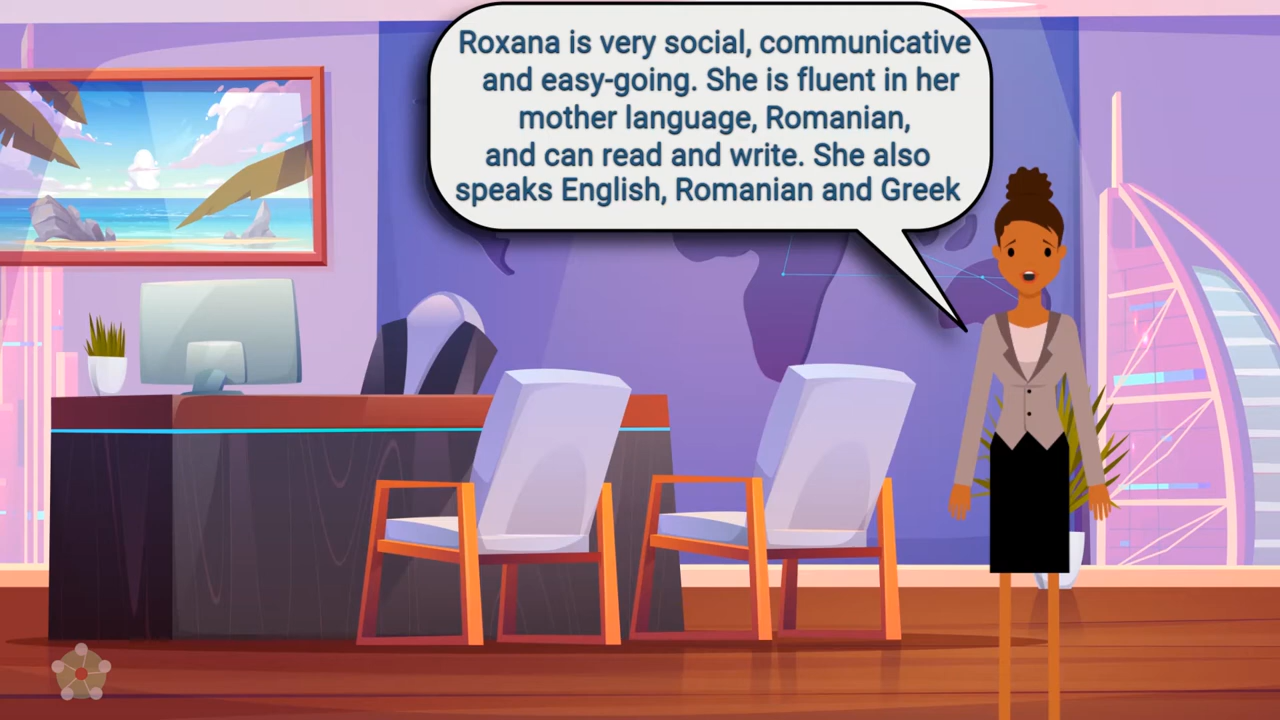 Roxana is very social, communicative
and easy-going. She is fluent in her
mother language, Romanian,
and can read and write. She also
speaks English, Romanian and Greek